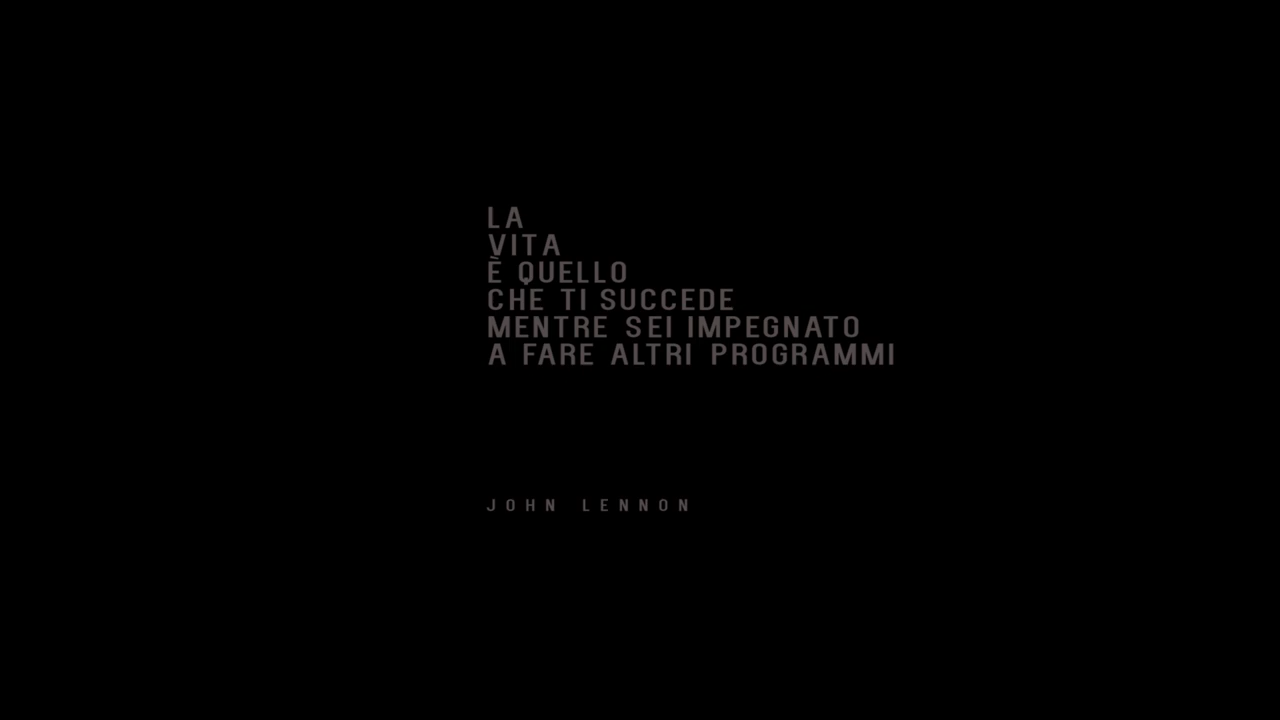 LA
VITA
È QUELLO
CHE TI SUCCEDE
MENTRE SEI IMPEGNATO
A FARE ALTRI PROGRAMMI
JOHN LENNON